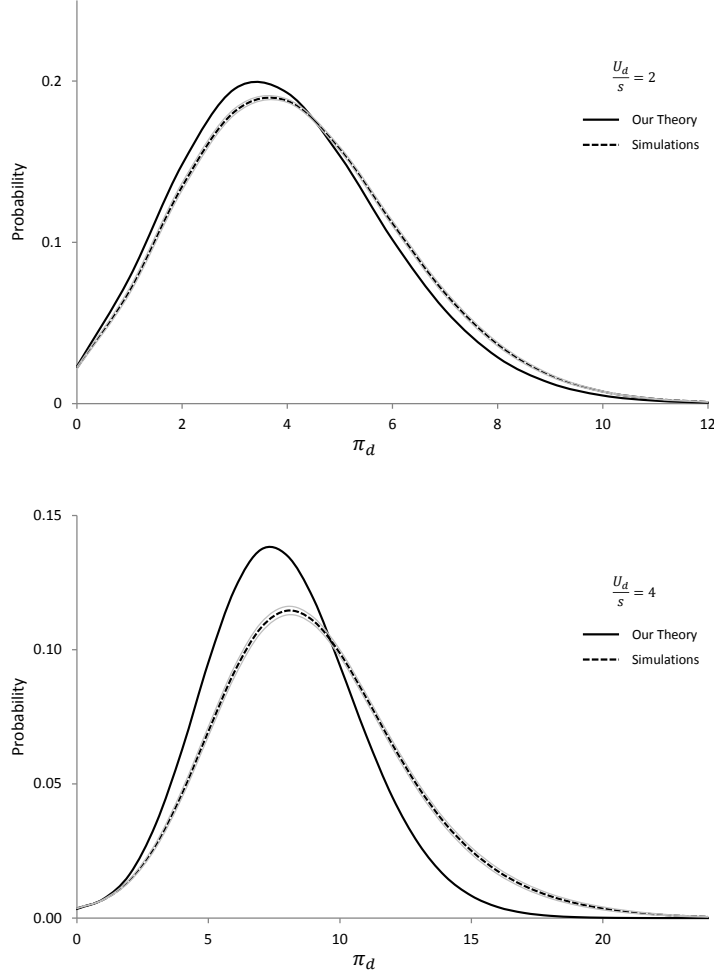 0.2
0.1
0
Probability
0 2 4 6 8 10 12
π_d
U_d/s = 2
Our Theory
Simulations
0.15
0.10
0.05
0.00
Probability
0 5 10 15 20
π_d
U_d/s = 4
Our Theory
Simulations